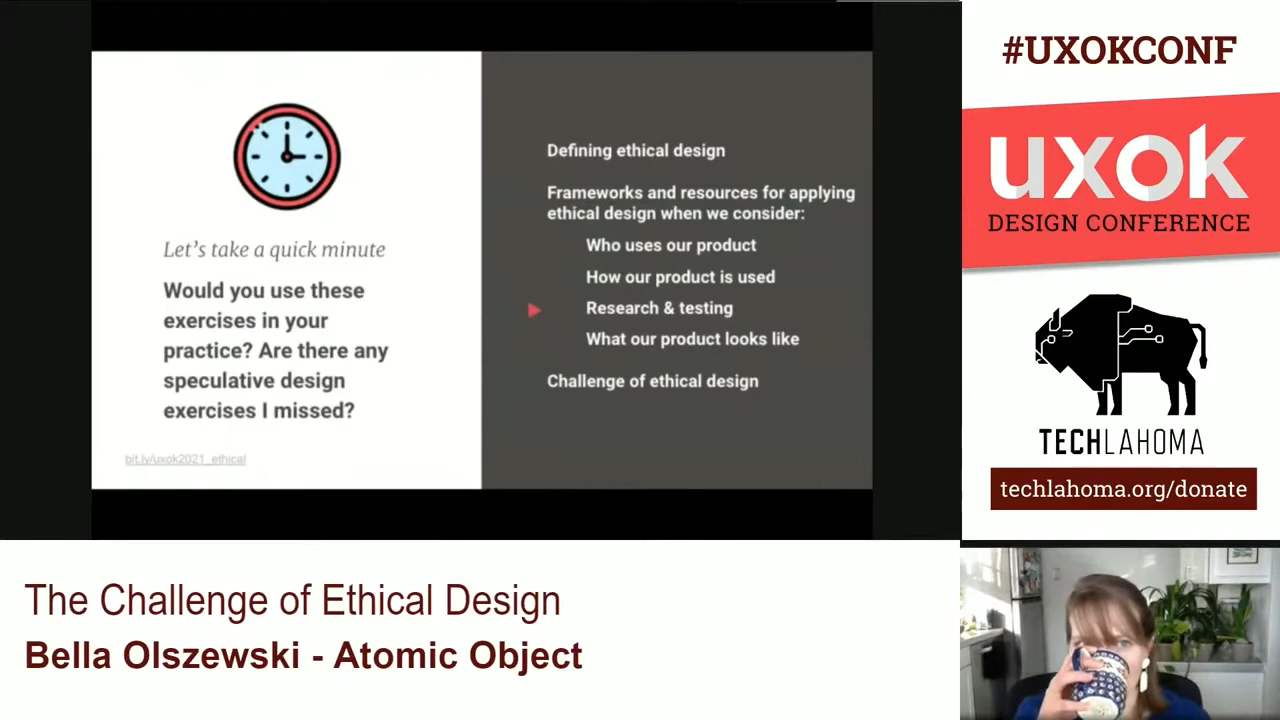 Let's take a quick minute
Would you use these
exercises in your
practice? Are there any
speculative design
exercises I missed?
bit.ly/uxok2021_ethical
Defining ethical design
Frameworks and resources for applying
ethical design when we consider:
Who uses our product
How our product is used
Research & testing
What our product looks like
Challenge of ethical design
#UXOKCONF
uxok
DESIGN CONFERENCE
TECHLAHOMA
techlahoma.org/donate
The Challenge of Ethical Design
Bella Olszewski - Atomic Object